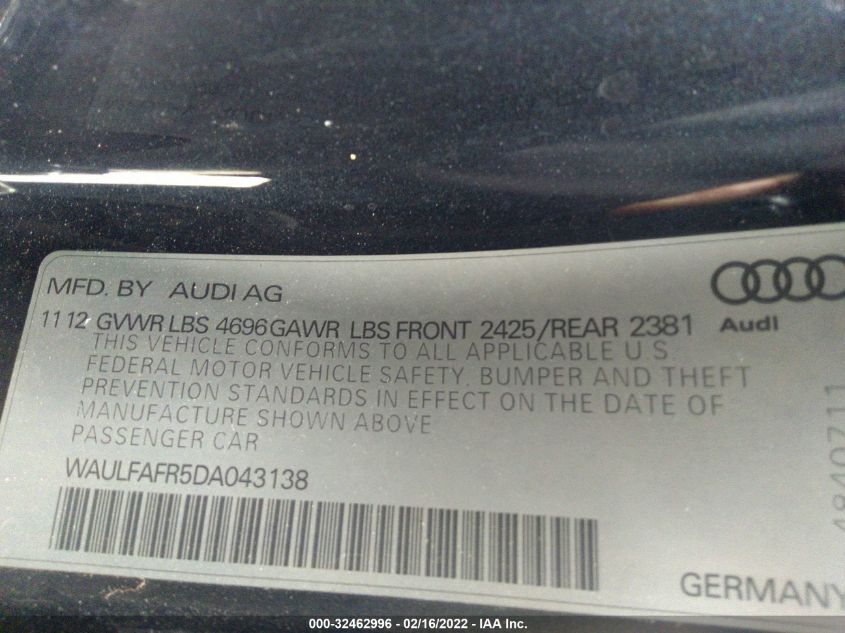 MFD. BY AUDI AG
1112 GVWR LBS 4696 GAWR LBS FRONT 2425/REAR 2381
Audi
THIS VEHICLE CONFORMS TO ALL APPLICABLE U.S.
FEDERAL MOTOR VEHICLE SAFETY, BUMPER AND THEFT
PREVENTION STANDARDS IN EFFECT ON THE DATE OF
MANUFACTURE SHOWN ABOVE
PASSENGER CAR
WAULFAFR5DA043138
4840711
GERMANY
000-32462996 - 02/16/2022 - IAA Inc.